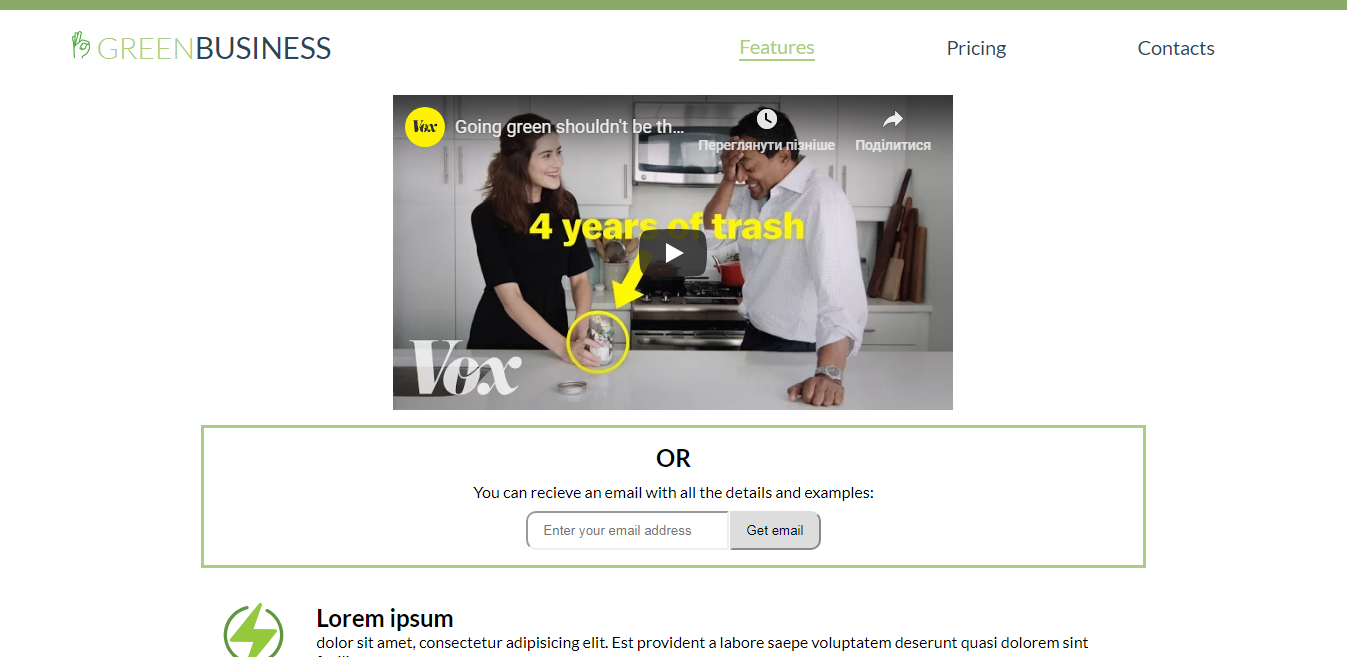 GREENBUSINESS
Features
Pricing
Contacts
Vox
Going green shouldn't be th...
Переглянути пізніше
Поділитися
4 years of trash
Vox
OR
You can recieve an email with all the details and examples:
Enter your email address
Get email
Lorem ipsum
dolor sit amet, consectetur adipisicing elit. Est provident a labore saepe voluptatem deserunt quasi dolorem sint